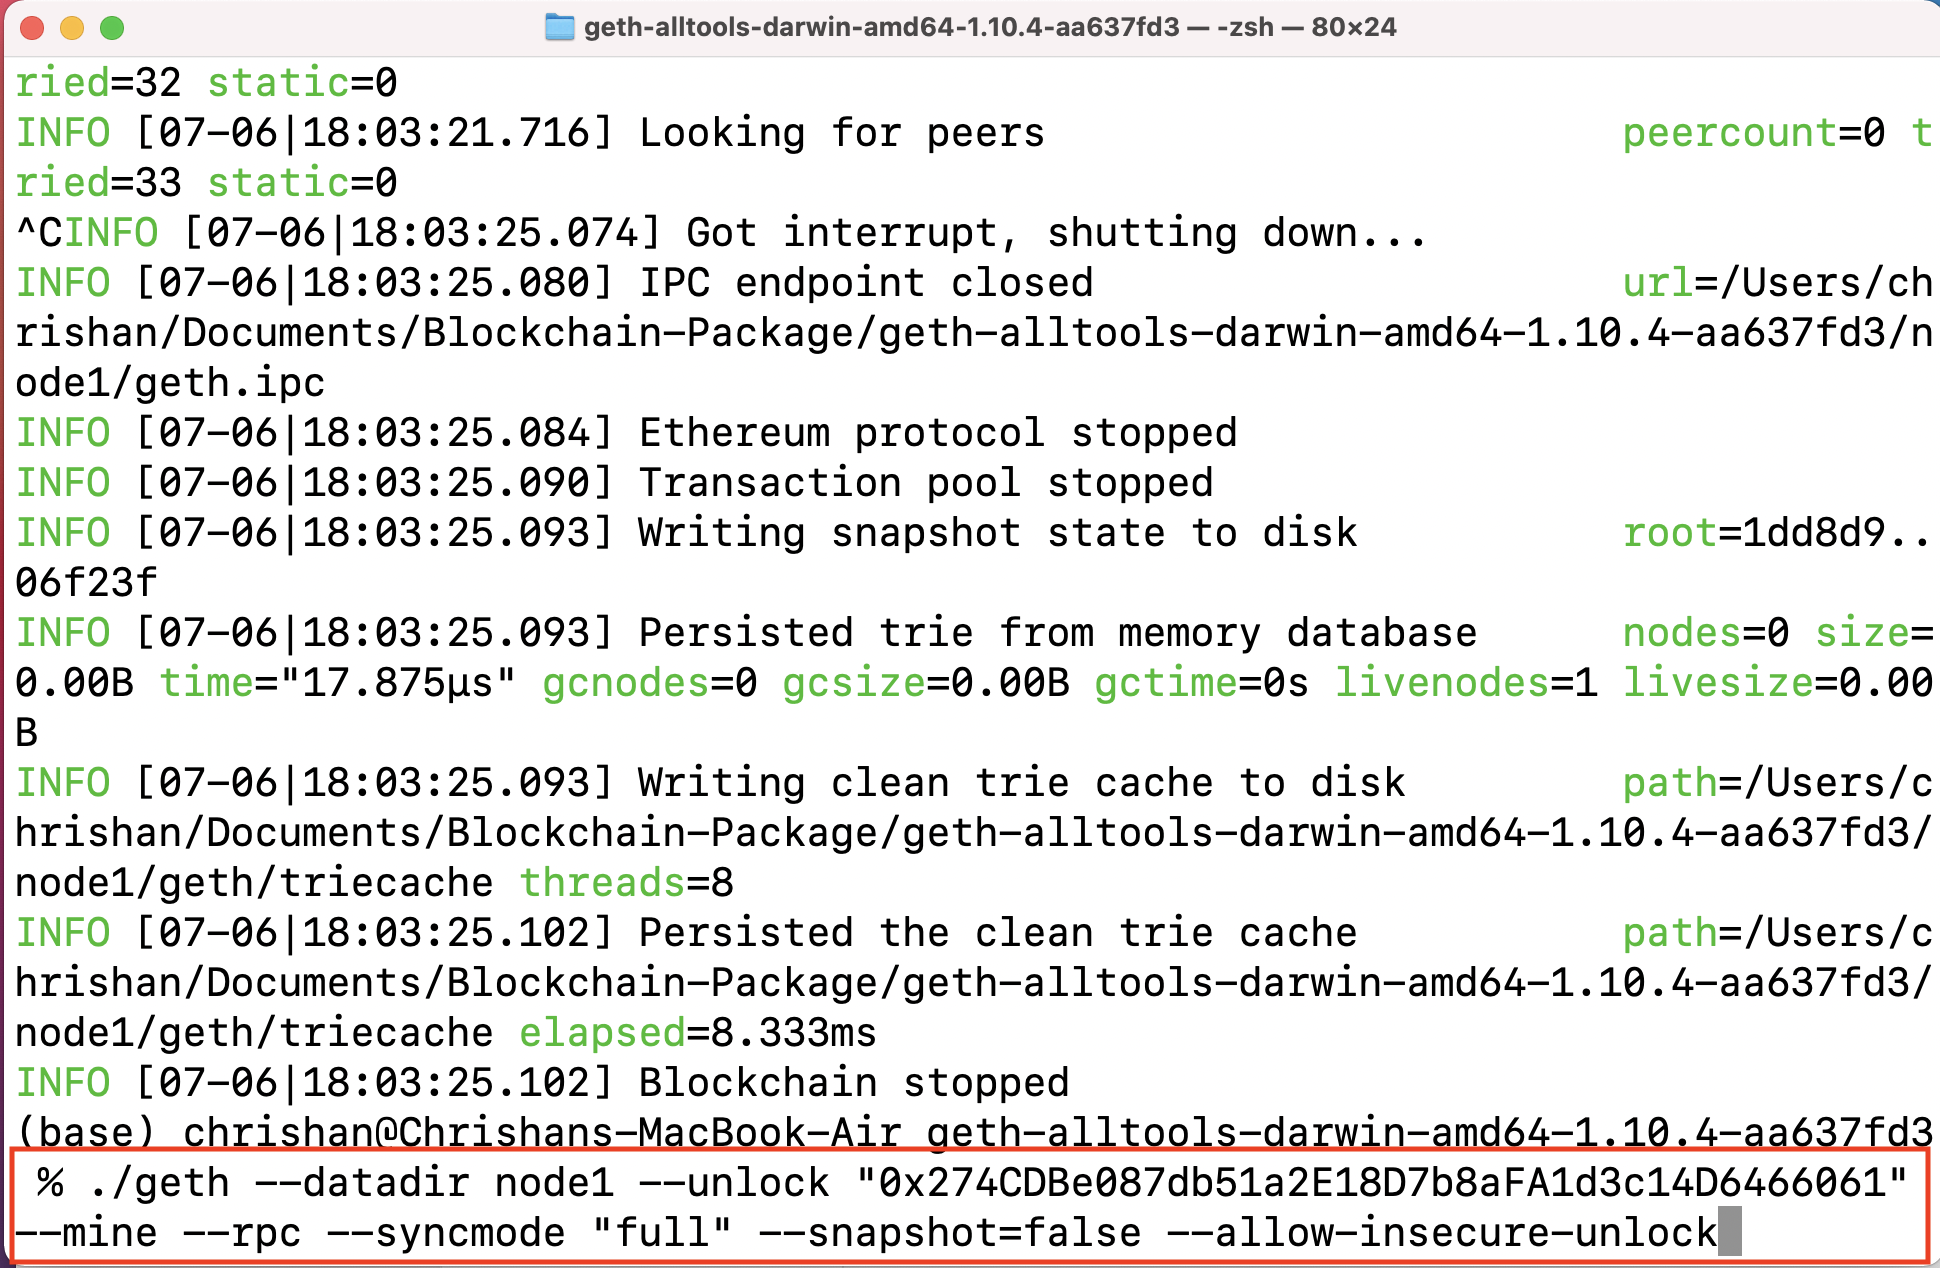 geth-alltools-darwin-amd64-1.10.4-aa637fd3 — -zsh — 80×24
ried=32 static=0
INFO [07-06|18:03:21.716] Looking for peers                        peercount=0 t
ried=33 static=0
^CINFO [07-06|18:03:25.074] Got interrupt, shutting down...
INFO [07-06|18:03:25.080] IPC endpoint closed                      url=/Users/ch
rishan/Documents/Blockchain-Package/geth-alltools-darwin-amd64-1.10.4-aa637fd3/n
ode1/geth.ipc
INFO [07-06|18:03:25.084] Ethereum protocol stopped
INFO [07-06|18:03:25.090] Transaction pool stopped
INFO [07-06|18:03:25.093] Writing snapshot state to disk           root=1dd8d9..
06f23f
INFO [07-06|18:03:25.093] Persisted trie from memory database      nodes=0 size=
0.00B time="17.875µs" gcnodes=0 gcsize=0.00B gctime=0s livenodes=1 livesize=0.00
B
INFO [07-06|18:03:25.093] Writing clean trie cache to disk         path=/Users/c
hrishan/Documents/Blockchain-Package/geth-alltools-darwin-amd64-1.10.4-aa637fd3/
node1/geth/triecache threads=8
INFO [07-06|18:03:25.102] Persisted the clean trie cache           path=/Users/c
hrishan/Documents/Blockchain-Package/geth-alltools-darwin-amd64-1.10.4-aa637fd3/
node1/geth/triecache elapsed=8.333ms
INFO [07-06|18:03:25.102] Blockchain stopped
(base) chrishan@Chrishans-MacBook-Air geth-alltools-darwin-amd64-1.10.4-aa637fd3
 % ./geth --datadir node1 --unlock "0x274CDBe087db51a2E18D7b8aFA1d3c14D6466061"
--mine --rpc --syncmode "full" --snapshot=false --allow-insecure-unlock